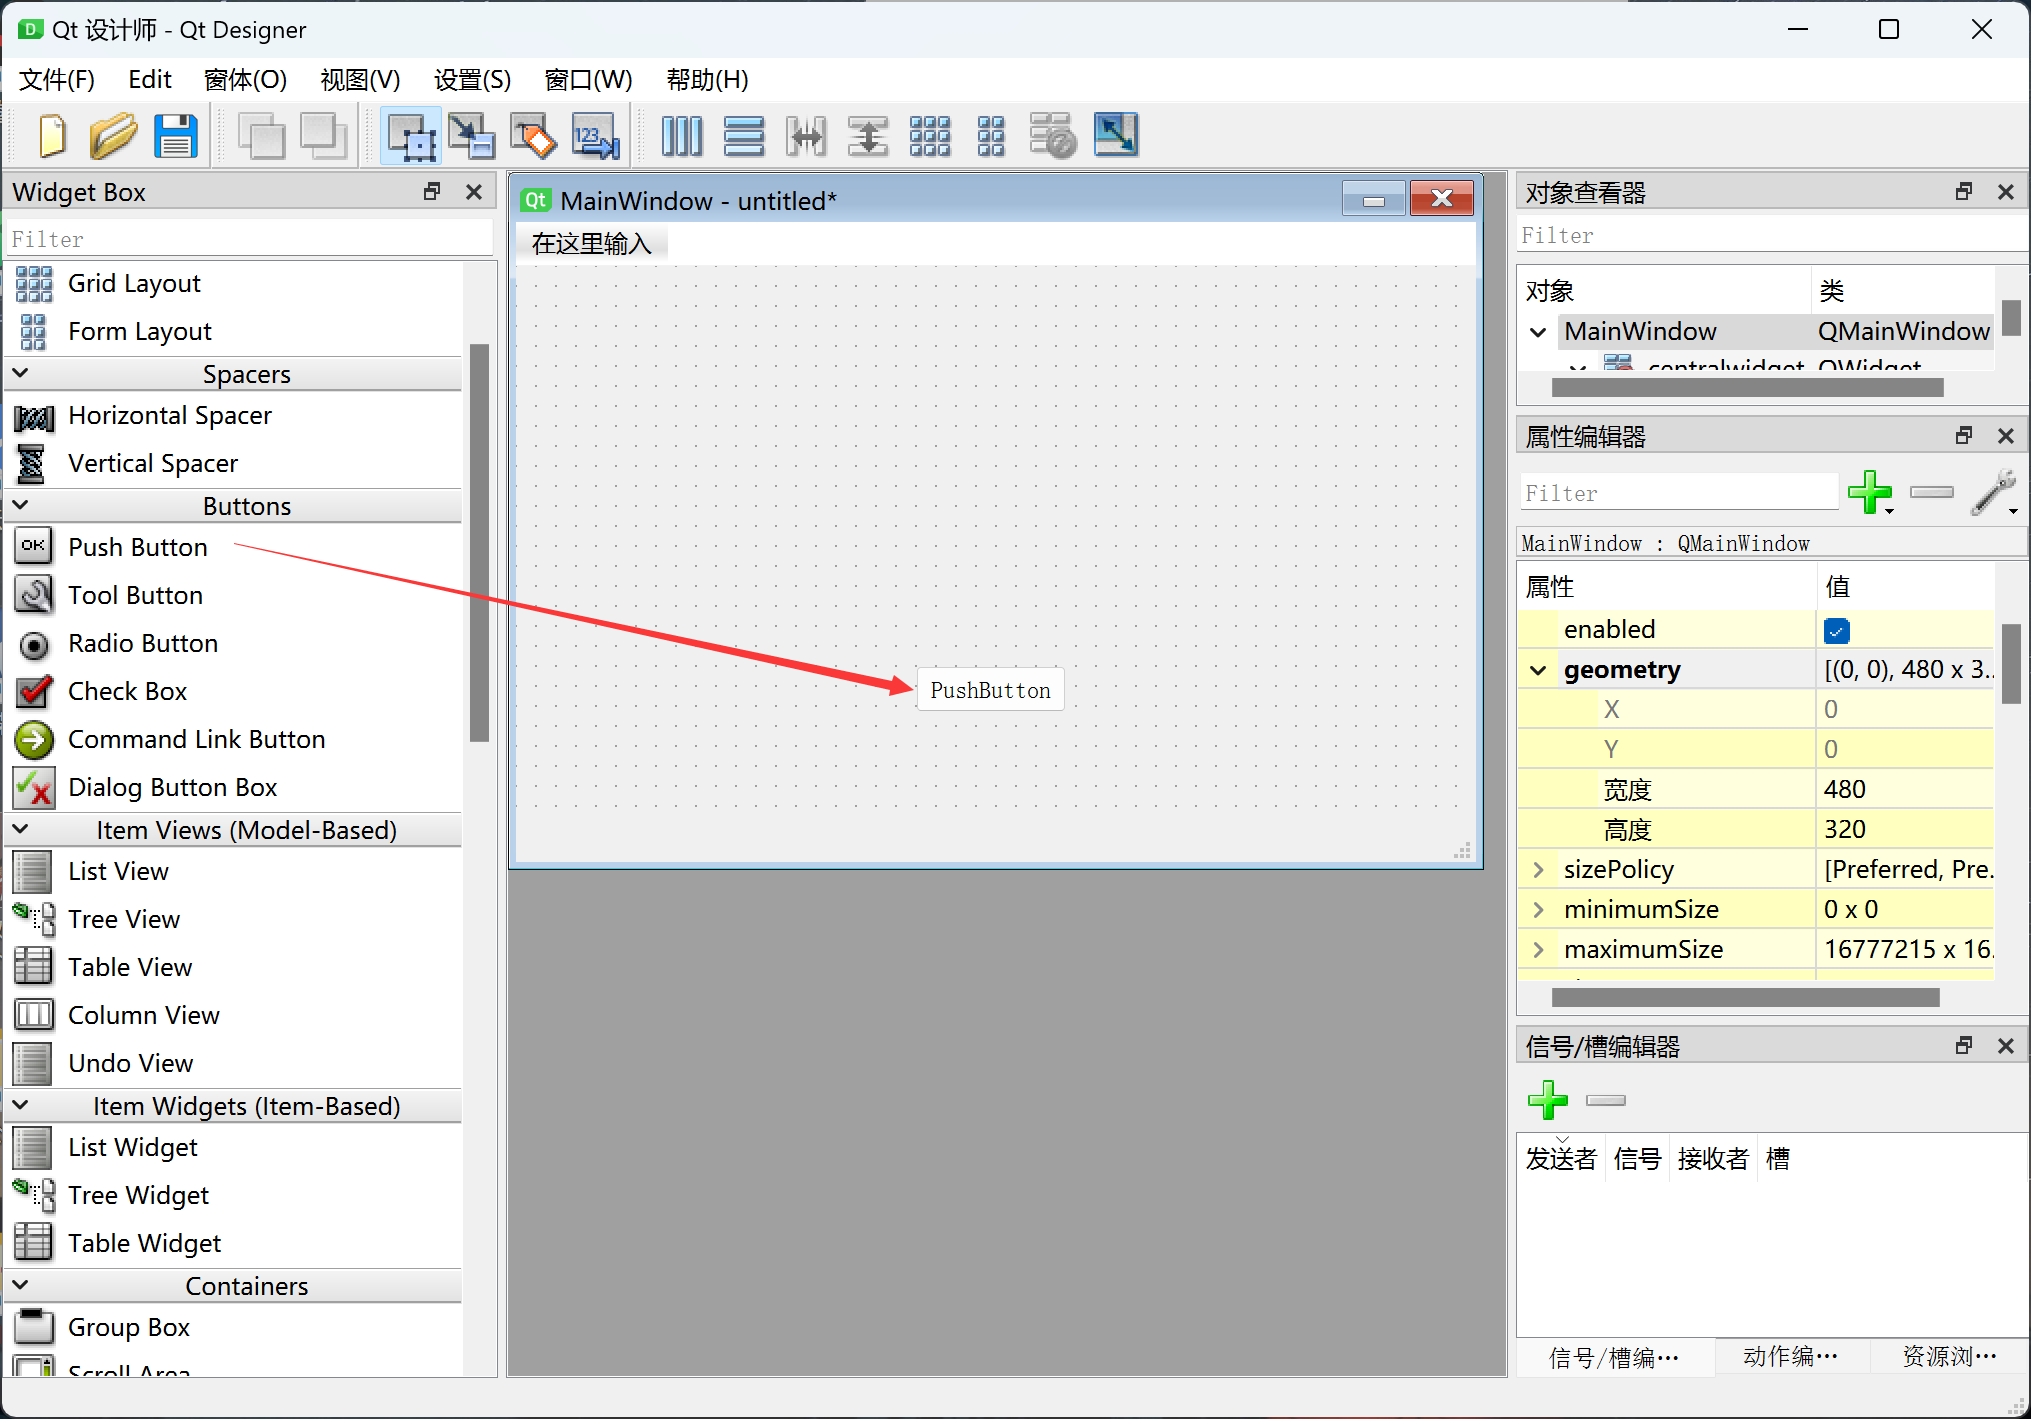 Qt 设计师 - Qt Designer
文件(F) Edit 窗体(O) 视图(V) 设置(S) 窗口(W) 帮助(H)
Widget Box
Filter
Grid Layout
Form Layout
Spacers
Horizontal Spacer
Vertical Spacer
Buttons
OK Push Button
Tool Button
Radio Button
Check Box
Command Link Button
Dialog Button Box
Item Views (Model-Based)
List View
Tree View
Table View
Column View
Undo View
Item Widgets (Item-Based)
List Widget
Tree Widget
Table Widget
Containers
Group Box
Scroll Area
Qt MainWindow - untitled*
在这里输入
PushButton
对象查看器
Filter
对象 类
MainWindow QMainWindow
centralwidget QWidget
属性编辑器
Filter
MainWindow : QMainWindow
属性 值
enabled
geometry [(0, 0), 480 x 3..
X 0
Y 0
宽度 480
高度 320
sizePolicy [Preferred, Pre.
minimumSize 0 x 0
maximumSize 16777215 x 16.
信号/槽编辑器
发送者 信号 接收者 槽
信号/槽编… 动作编… 资源浏…